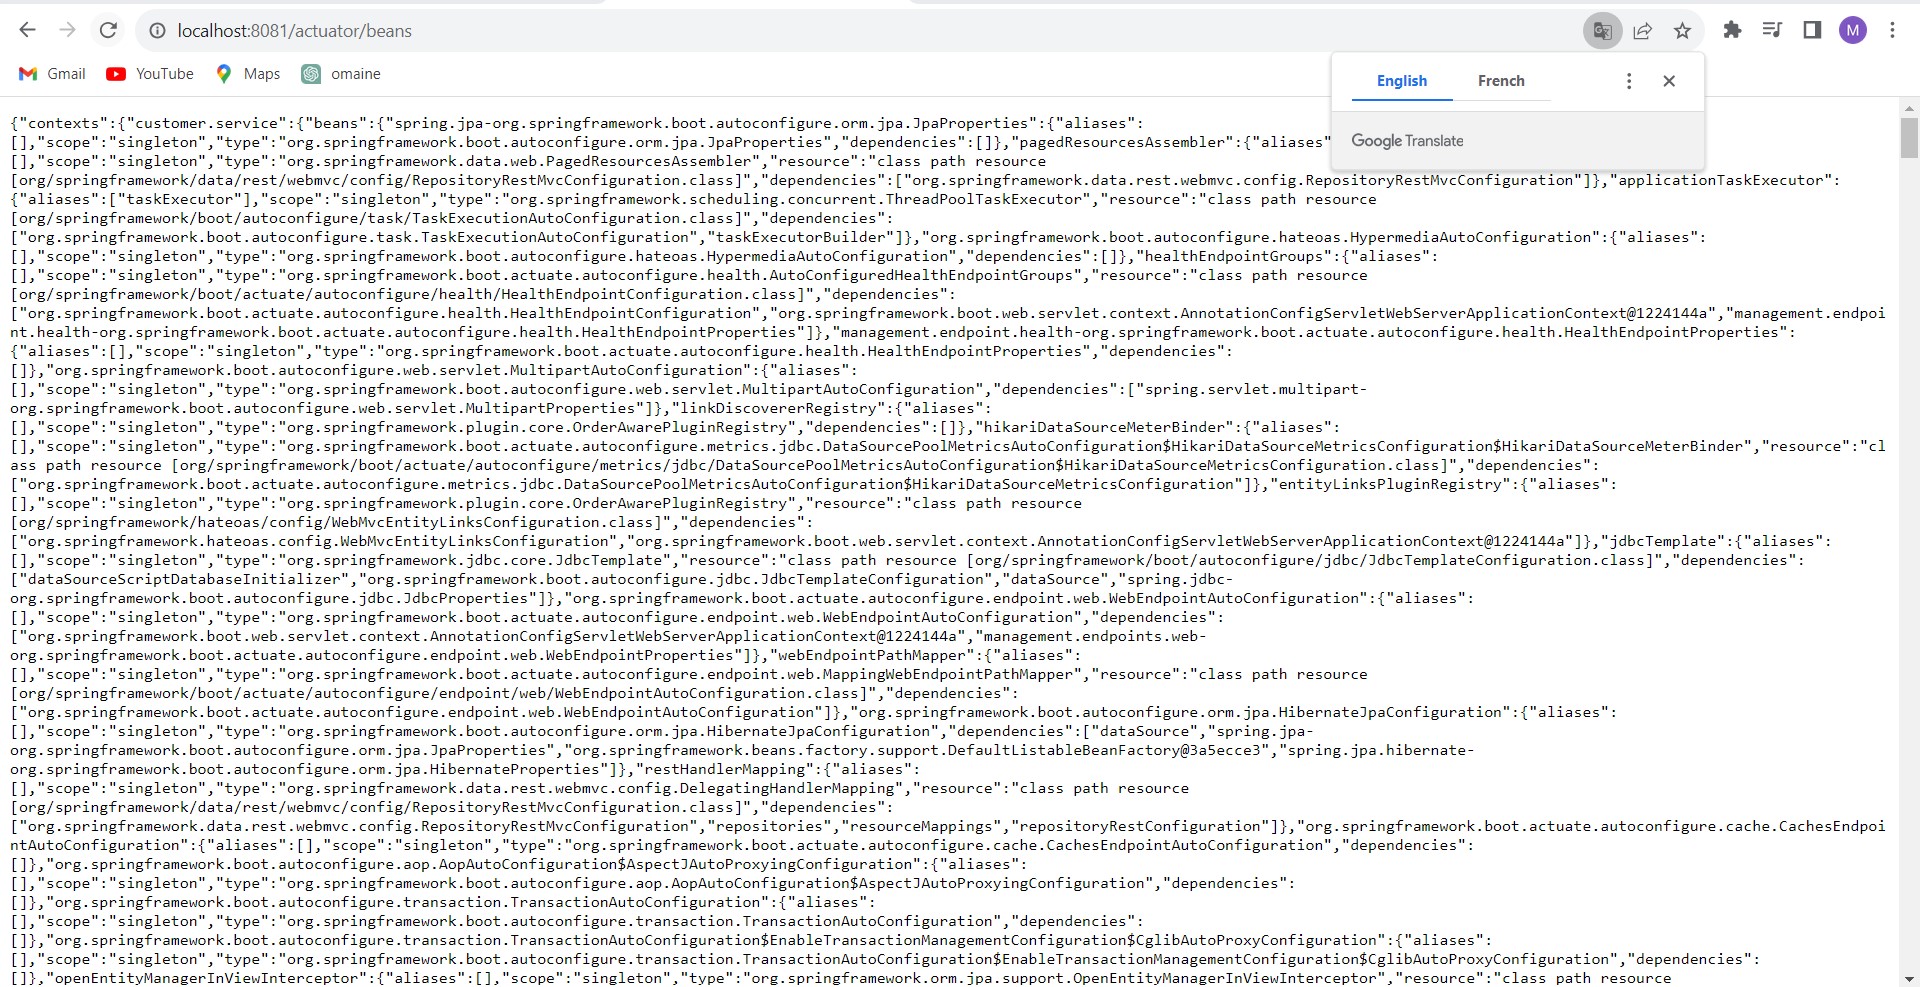 localhost:8081/actuator/beans
M
Gmail
YouTube
Maps
omaine
English
French
Google Translate
{"contexts":{"customer.service":{"beans":{"spring.jpa-org.springframework.boot.autoconfigure.orm.jpa.JpaProperties":{"aliases":
[],"scope":"singleton","type":"org.springframework.boot.autoconfigure.orm.jpa.JpaProperties","dependencies":[]},"pagedResourcesAssembler":{"aliases"
[],"scope":"singleton","type":"org.springframework.data.web.PagedResourcesAssembler","resource":"class path resource
[org/springframework/data/rest/webmvc/config/RepositoryRestMvcConfiguration.class]","dependencies":["org.springframework.data.rest.webmvc.config.RepositoryRestMvcConfiguration"]},"applicationTaskExecutor":
{"aliases":["taskExecutor"],"scope":"singleton","type":"org.springframework.scheduling.concurrent.ThreadPoolTaskExecutor","resource":"class path resource
[org/springframework/boot/autoconfigure/task/TaskExecutionAutoConfiguration.class]","dependencies":
["org.springframework.boot.autoconfigure.task.TaskExecutionAutoConfiguration","taskExecutorBuilder"]},"org.springframework.boot.autoconfigure.hateoas.HypermediaAutoConfiguration":{"aliases":
[],"scope":"singleton","type":"org.springframework.boot.autoconfigure.hateoas.HypermediaAutoConfiguration","dependencies":[]},"healthEndpointGroups":{"aliases":
[],"scope":"singleton","type":"org.springframework.boot.actuate.autoconfigure.health.AutoConfiguredHealthEndpointGroups","resource":"class path resource
[org/springframework/boot/actuate/autoconfigure/health/HealthEndpointConfiguration.class]","dependencies":
["org.springframework.boot.actuate.autoconfigure.health.HealthEndpointConfiguration","org.springframework.boot.web.servlet.context.AnnotationConfigServletWebServerApplicationContext@1224144a","management.endpoi
nt.health-org.springframework.boot.actuate.autoconfigure.health.HealthEndpointProperties"]},"management.endpoint.health-org.springframework.boot.actuate.autoconfigure.health.HealthEndpointProperties":
{"aliases":[],"scope":"singleton","type":"org.springframework.boot.actuate.autoconfigure.health.HealthEndpointProperties","dependencies":
[]},"org.springframework.boot.autoconfigure.web.servlet.MultipartAutoConfiguration":{"aliases":
[],"scope":"singleton","type":"org.springframework.boot.autoconfigure.web.servlet.MultipartAutoConfiguration","dependencies":["spring.servlet.multipart-
org.springframework.boot.autoconfigure.web.servlet.MultipartProperties"]},"linkDiscovererRegistry":{"aliases":
[],"scope":"singleton","type":"org.springframework.plugin.core.OrderAwarePluginRegistry","dependencies":[]},"hikariDataSourceMeterBinder":{"aliases":
[],"scope":"singleton","type":"org.springframework.boot.actuate.autoconfigure.metrics.jdbc.DataSourcePoolMetricsAutoConfiguration$HikariDataSourceMetricsConfiguration$HikariDataSourceMeterBinder","resource":"cl
ass path resource [org/springframework/boot/actuate/autoconfigure/metrics/jdbc/DataSourcePoolMetricsAutoConfiguration$HikariDataSourceMetricsConfiguration.class]","dependencies":
["org.springframework.boot.actuate.autoconfigure.metrics.jdbc.DataSourcePoolMetricsAutoConfiguration$HikariDataSourceMetricsConfiguration"]},"entityLinksPluginRegistry":{"aliases":
[],"scope":"singleton","type":"org.springframework.plugin.core.OrderAwarePluginRegistry","resource":"class path resource
[org/springframework/hateoas/config/WebMvcEntityLinksConfiguration.class]","dependencies":
["org.springframework.hateoas.config.WebMvcEntityLinksConfiguration","org.springframework.boot.web.servlet.context.AnnotationConfigServletWebServerApplicationContext@1224144a"]},"jdbcTemplate":{"aliases":
[],"scope":"singleton","type":"org.springframework.jdbc.core.JdbcTemplate","resource":"class path resource [org/springframework/boot/autoconfigure/jdbc/JdbcTemplateConfiguration.class]","dependencies":
["dataSourceScriptDatabaseInitializer","org.springframework.boot.autoconfigure.jdbc.JdbcTemplateConfiguration","dataSource","spring.jdbc-
org.springframework.boot.autoconfigure.jdbc.JdbcProperties"]},"org.springframework.boot.actuate.autoconfigure.endpoint.web.WebEndpointAutoConfiguration":{"aliases":
[],"scope":"singleton","type":"org.springframework.boot.actuate.autoconfigure.endpoint.web.WebEndpointAutoConfiguration","dependencies":
["org.springframework.boot.web.servlet.context.AnnotationConfigServletWebServerApplicationContext@1224144a","management.endpoints.web-
org.springframework.boot.actuate.autoconfigure.endpoint.web.WebEndpointProperties"]},"webEndpointPathMapper":{"aliases":
[],"scope":"singleton","type":"org.springframework.boot.actuate.autoconfigure.endpoint.web.MappingWebEndpointPathMapper","resource":"class path resource
[org/springframework/boot/actuate/autoconfigure/endpoint/web/WebEndpointAutoConfiguration.class]","dependencies":
["org.springframework.boot.actuate.autoconfigure.endpoint.web.WebEndpointAutoConfiguration"]},"org.springframework.boot.autoconfigure.orm.jpa.HibernateJpaConfiguration":{"aliases":
[],"scope":"singleton","type":"org.springframework.boot.autoconfigure.orm.jpa.HibernateJpaConfiguration","dependencies":["dataSource","spring.jpa-
org.springframework.boot.autoconfigure.orm.jpa.JpaProperties","org.springframework.beans.factory.support.DefaultListableBeanFactory@3a5ecce3","spring.jpa.hibernate-
org.springframework.boot.autoconfigure.orm.jpa.HibernateProperties"]},"restHandlerMapping":{"aliases":
[],"scope":"singleton","type":"org.springframework.data.rest.webmvc.config.DelegatingHandlerMapping","resource":"class path resource
[org/springframework/data/rest/webmvc/config/RepositoryRestMvcConfiguration.class]","dependencies":
["org.springframework.data.rest.webmvc.config.RepositoryRestMvcConfiguration","repositories","resourceMappings","repositoryRestConfiguration"]},"org.springframework.boot.actuate.autoconfigure.cache.CachesEndpo
intAutoConfiguration":{"aliases":[],"scope":"singleton","type":"org.springframework.boot.actuate.autoconfigure.cache.CachesEndpointAutoConfiguration","dependencies":
[]},"org.springframework.boot.autoconfigure.aop.AopAutoConfiguration$AspectJAutoProxyingConfiguration":{"aliases":
[],"scope":"singleton","type":"org.springframework.boot.autoconfigure.aop.AopAutoConfiguration$AspectJAutoProxyingConfiguration","dependencies":
[]},"org.springframework.boot.autoconfigure.transaction.TransactionAutoConfiguration":{"aliases":
[],"scope":"singleton","type":"org.springframework.boot.autoconfigure.transaction.TransactionAutoConfiguration","dependencies":
[]},"org.springframework.boot.autoconfigure.transaction.TransactionAutoConfiguration$EnableTransactionManagementConfiguration$CglibAutoProxyConfiguration":{"aliases":
[],"scope":"singleton","type":"org.springframework.boot.autoconfigure.transaction.TransactionAutoConfiguration$EnableTransactionManagementConfiguration$CglibAutoProxyConfiguration","dependencies":
[]},"openEntityManagerInViewInterceptor":{"aliases":[],"scope":"singleton","type":"org.springframework.orm.jpa.support.OpenEntityManagerInViewInterceptor","resource":"class path resource